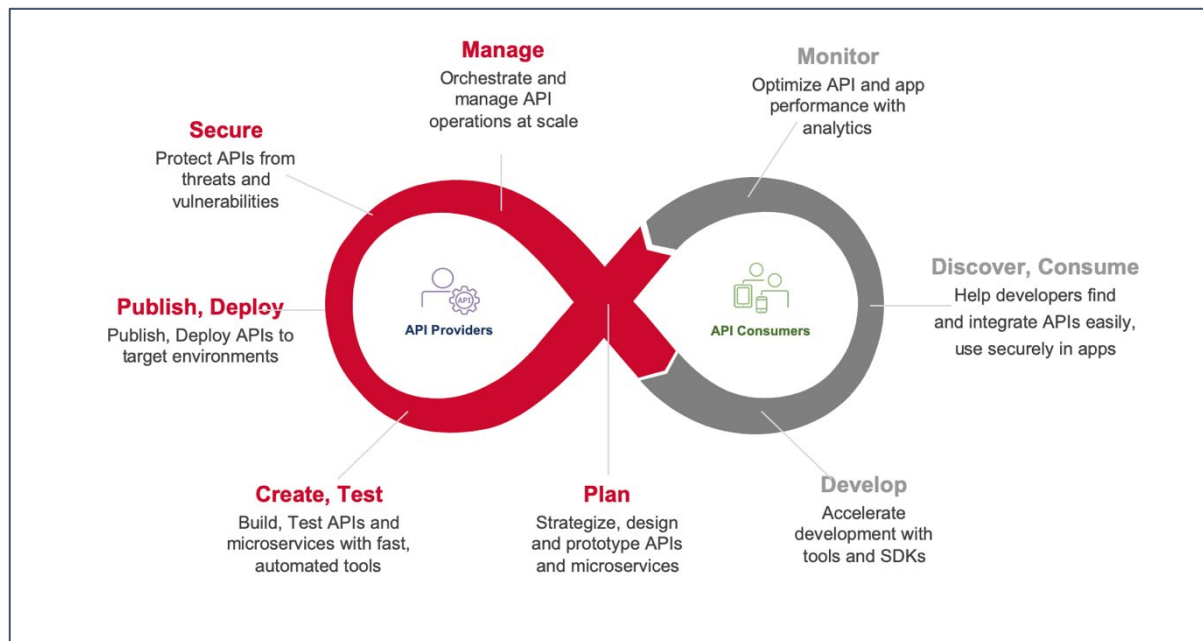 Manage
Orchestrate and
manage API
operations at scale
Monitor
Optimize API and app
performance with
analytics
Secure
Protect APIs from
threats and
vulnerabilities
Discover, Consume
Help developers find
and integrate APIs easily,
use securely in apps
Publish, Deploy
Publish, Deploy APIs to
target environments
API
API Providers
API Consumers
Create, Test
Build, Test APIs and
microservices with fast,
automated tools
Plan
Strategize, design
and prototype APIs
and microservices
Develop
Accelerate
development with
tools and SDKs